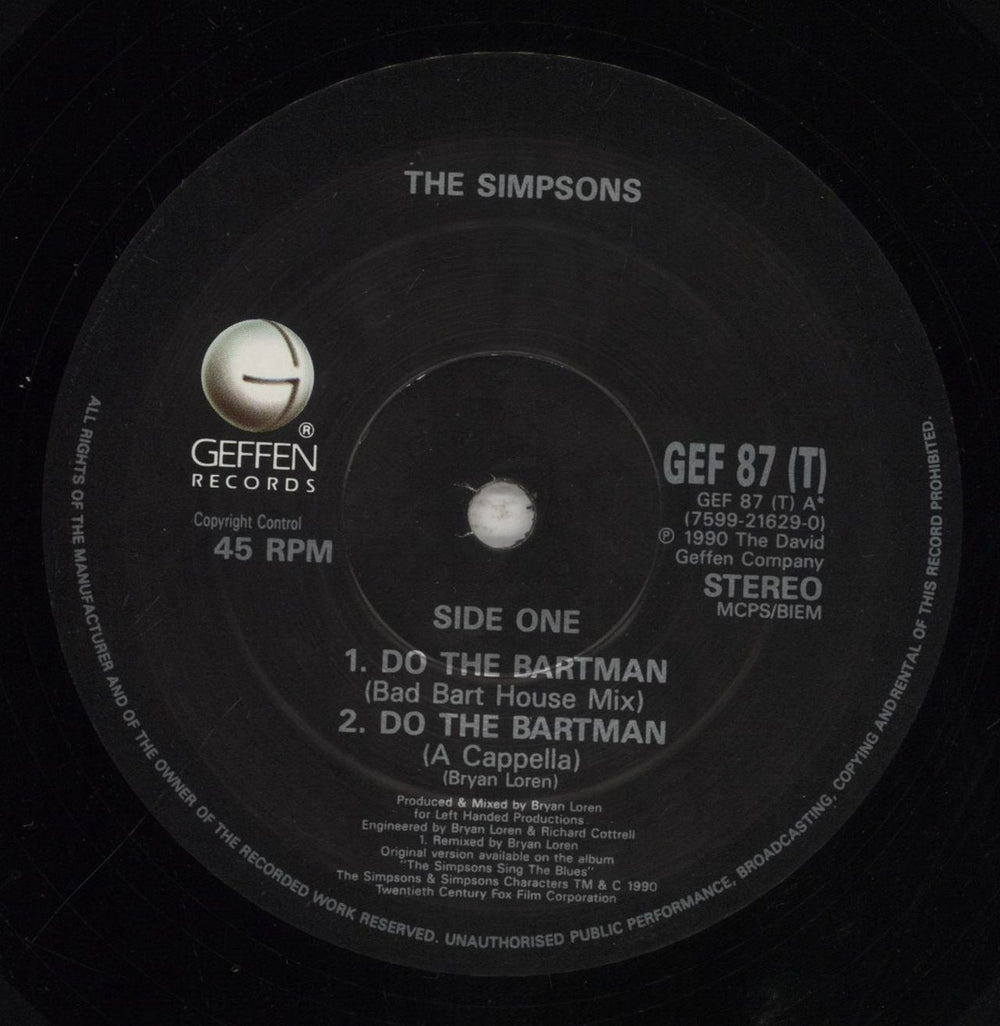 THE SIMPSONS
G
®
GEFFEN
RECORDS
Copyright Control
45 RPM
GEF 87 (T)
GEF 87 (T) A*
(7599-21629-0)
℗ 1990 The David
Geffen Company
STEREO
MCPS/BIEM
SIDE ONE
1. DO THE BARTMAN
(Bad Bart House Mix)
2. DO THE BARTMAN
(A Cappella)
(Bryan Loren)
Produced & Mixed by Bryan Loren
for Left Handed Productions
Engineered by Bryan Loren & Richard Cottrell
1. Remixed by Bryan Loren
Original version available on the album
"The Simpsons Sing The Blues"
The Simpsons & Simpsons Characters TM & C 1990
Twentieth Century Fox Film Corporation
ALL RIGHTS OF THE MANUFACTURER AND OF THE OWNER OF THE RECORDED WORK RESERVED. UNAUTHORISED PUBLIC PERFORMANCE, BROADCASTING, COPYING ANDRENTAL OF THIS RECORD PROHIBITED.